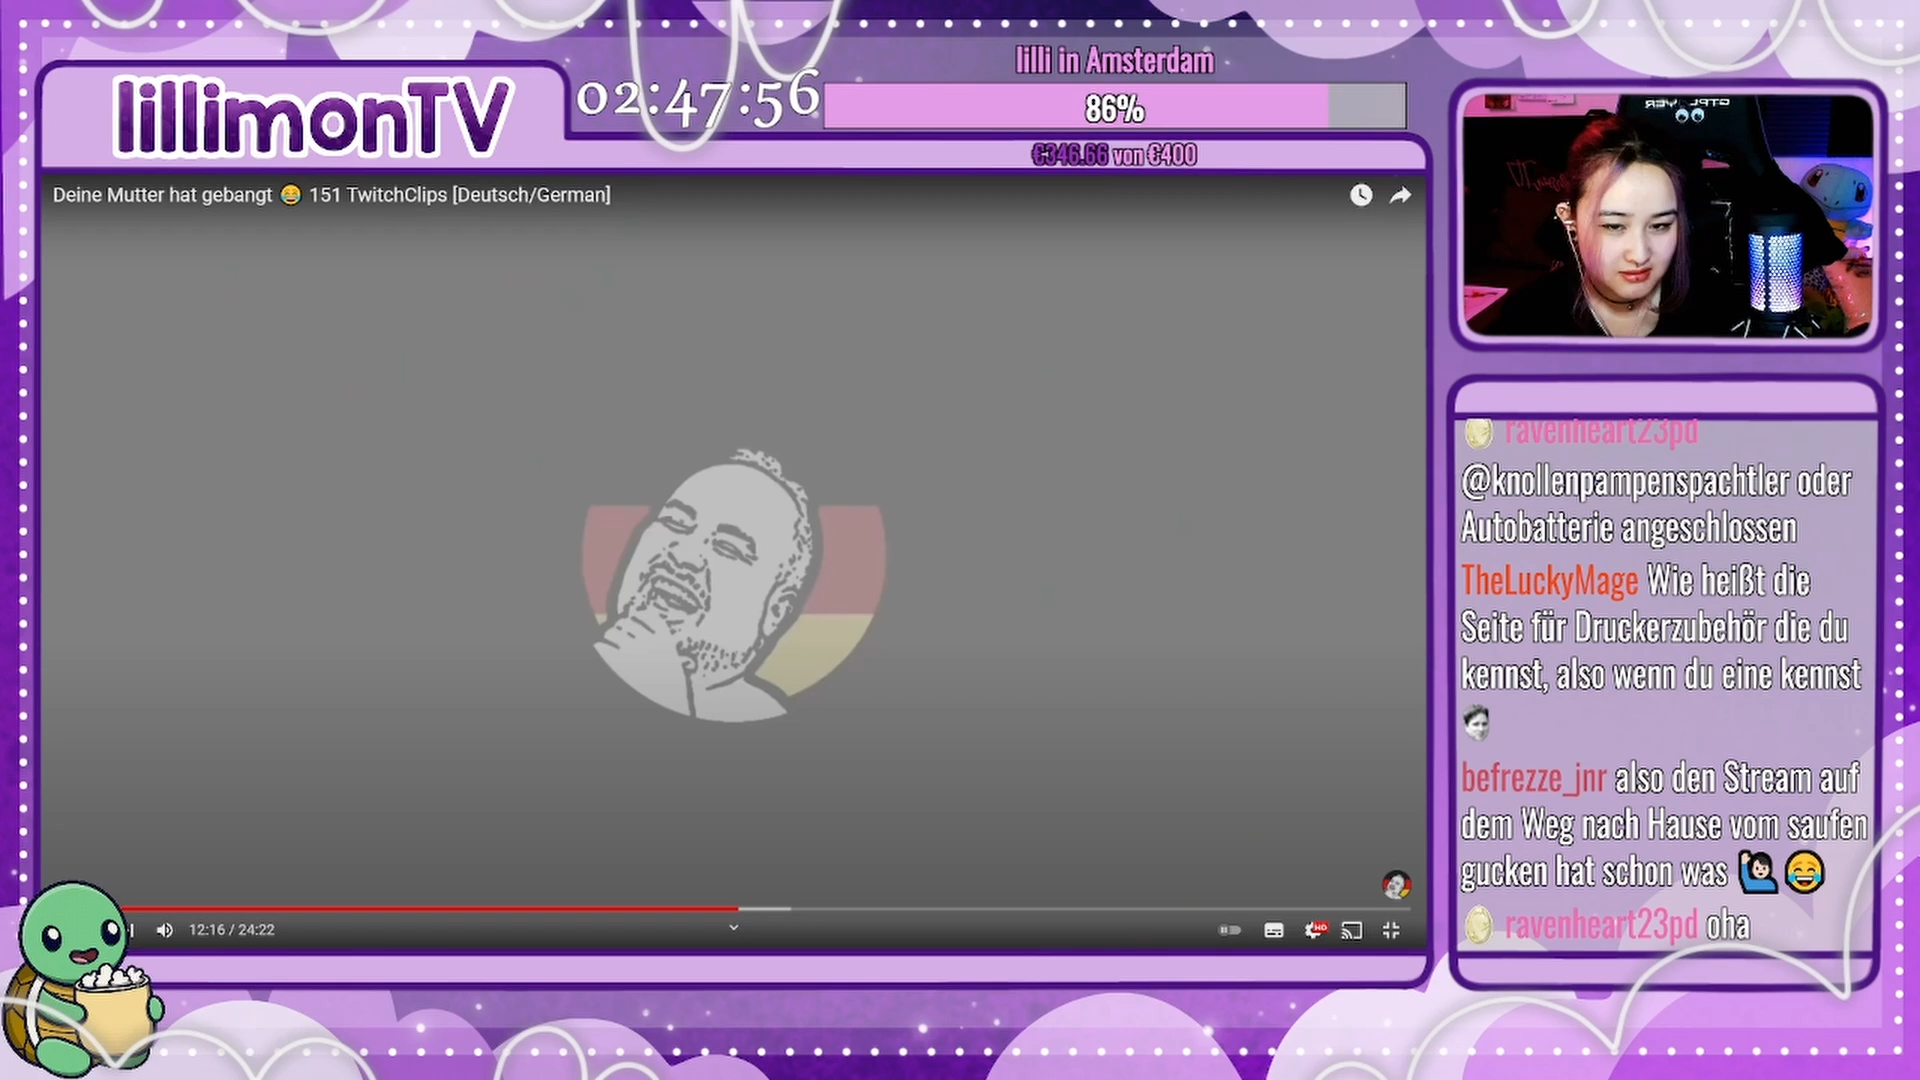 lillimonTV
02:47:56
lilli in Amsterdam
86%
€346.66 von €400
Deine Mutter hat gebangt 😂 151 TwitchClips [Deutsch/German]
12:16 / 24:22
HD
ravenheart23pd
@knollenpampenspachtler oder
Autobatterie angeschlossen
TheLuckyMage Wie heißt die
Seite für Druckerzubehör die du
kennst, also wenn du eine kennst
befrezze_jnr also den Stream auf
dem Weg nach Hause vom saufen
gucken hat schon was 🙋🏻‍♂️😂
ravenheart23pd oha